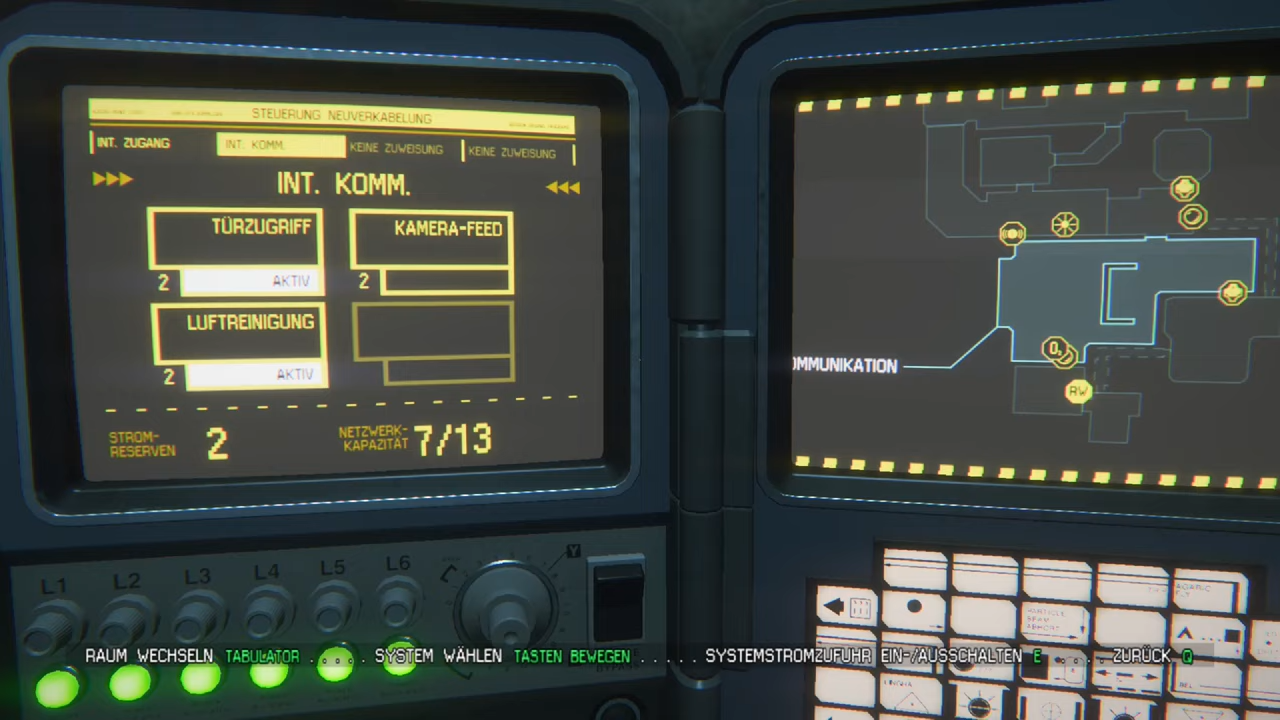 STEUERUNG NEUVERKABELUNG
INT. ZUGANG
INT. KOMM.
KEINE ZUWEISUNG
KEINE ZUWEISUNG
INT. KOMM.
TÜRZUGRIFF
KAMERA-FEED
2
AKTIV
2
LUFTREINIGUNG
2
AKTIV
STROM-
RESERVEN
2
NETZWERK-
KAPAZITÄT
7/13
OMMUNIKATION
O₂
RW
L1
L2
L3
L4
L5
L6
Y
RAUM WECHSELN TABULATOR ..... SYSTEM WÄHLEN TASTEN BEWEGEN ..... SYSTEMSTROMZUFUHR EIN-/AUSSCHALTEN E ..... ZURÜCK Q